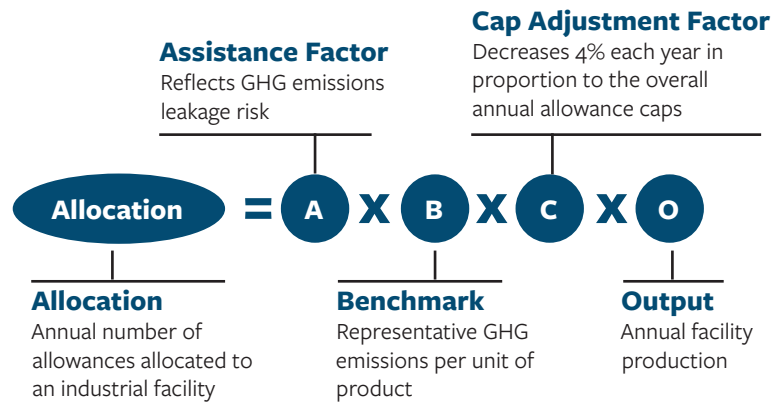 Assistance Factor
Reflects GHG emissions
leakage risk
Cap Adjustment Factor
Decreases 4% each year in
proportion to the overall
annual allowance caps
Allocation = A x B x C x O
Allocation
Annual number of
allowances allocated to
an industrial facility
Benchmark
Representative GHG
emissions per unit of
product
Output
Annual facility
production